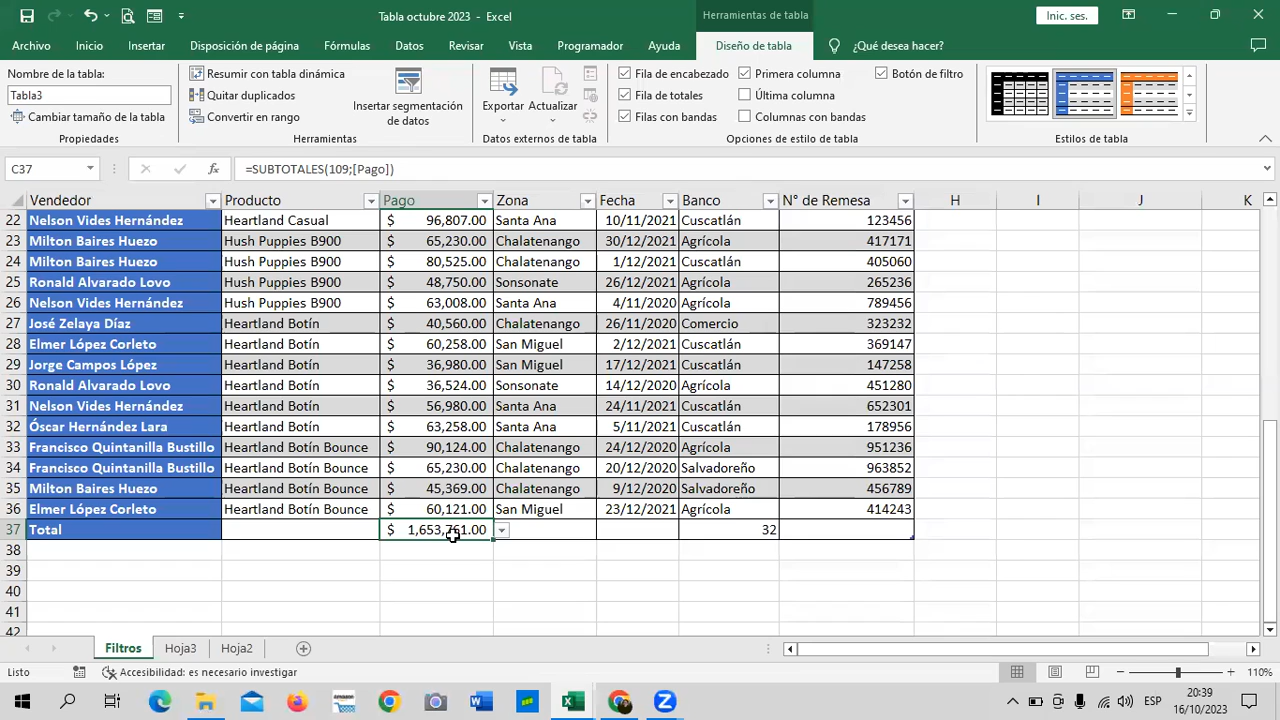 Tabla octubre 2023 - Excel
Herramientas de tabla
Inic. ses.
Archivo Inicio Insertar Disposición de página Fórmulas Datos Revisar Vista Programador Ayuda Diseño de tabla ¿Qué desea hacer?
Nombre de la tabla:
Tabla3
Cambiar tamaño de la tabla
Propiedades
Resumir con tabla dinámica
Quitar duplicados
Convertir en rango
Insertar segmentación de datos
Herramientas
Exportar Actualizar
Datos externos de tabla
Fila de encabezado Primera columna Botón de filtro
Fila de totales Última columna
Filas con bandas Columnas con bandas
Opciones de estilo de tabla
Estilos de tabla
C37 fx =SUBTOTALES(109;[Pago])
Vendedor Producto Pago Zona Fecha Banco N° de Remesa H I J K
22 Nelson Vides Hernández Heartland Casual $ 96,807.00 Santa Ana 10/11/2021 Cuscatlán 123456
23 Milton Baires Huezo Hush Puppies B900 $ 65,230.00 Chalatenango 30/12/2021 Agrícola 417171
24 Milton Baires Huezo Hush Puppies B900 $ 80,525.00 Chalatenango 1/12/2021 Cuscatlán 405060
25 Ronald Alvarado Lovo Hush Puppies B900 $ 48,750.00 Sonsonate 26/12/2021 Agrícola 265236
26 Nelson Vides Hernández Hush Puppies B900 $ 63,008.00 Santa Ana 4/11/2020 Agrícola 789456
27 José Zelaya Díaz Heartland Botín $ 40,560.00 Chalatenango 26/11/2020 Comercio 323232
28 Elmer López Corleto Heartland Botín $ 60,258.00 San Miguel 2/12/2021 Cuscatlán 369147
29 Jorge Campos López Heartland Botín $ 36,980.00 San Miguel 17/12/2021 Cuscatlán 147258
30 Ronald Alvarado Lovo Heartland Botín $ 36,524.00 Sonsonate 14/12/2020 Agrícola 451280
31 Nelson Vides Hernández Heartland Botín $ 56,980.00 Santa Ana 24/11/2021 Cuscatlán 652301
32 Óscar Hernández Lara Heartland Botín $ 63,258.00 Santa Ana 5/11/2021 Cuscatlán 178956
33 Francisco Quintanilla Bustillo Heartland Botín Bounce $ 90,124.00 Chalatenango 24/12/2020 Agrícola 951236
34 Francisco Quintanilla Bustillo Heartland Botín Bounce $ 65,230.00 Chalatenango 20/12/2020 Salvadoreño 963852
35 Milton Baires Huezo Heartland Botín Bounce $ 45,369.00 Chalatenango 9/12/2020 Salvadoreño 456789
36 Elmer López Corleto Heartland Botín Bounce $ 60,121.00 San Miguel 23/12/2021 Agrícola 414243
37 Total $ 1,653,761.00 32
38
39
40
41
42
Filtros Hoja3 Hoja2
Listo Accesibilidad: es necesario investigar 110%
ESP 20:39
16/10/2023